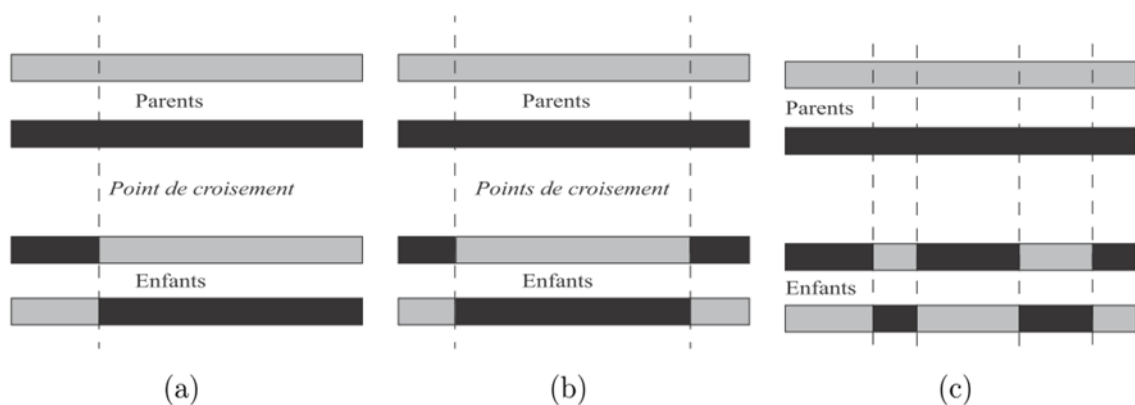 Parents
Point de croisement
Enfants
(a)
Parents
Points de croisement
Enfants
(b)
Parents
Enfants
(c)